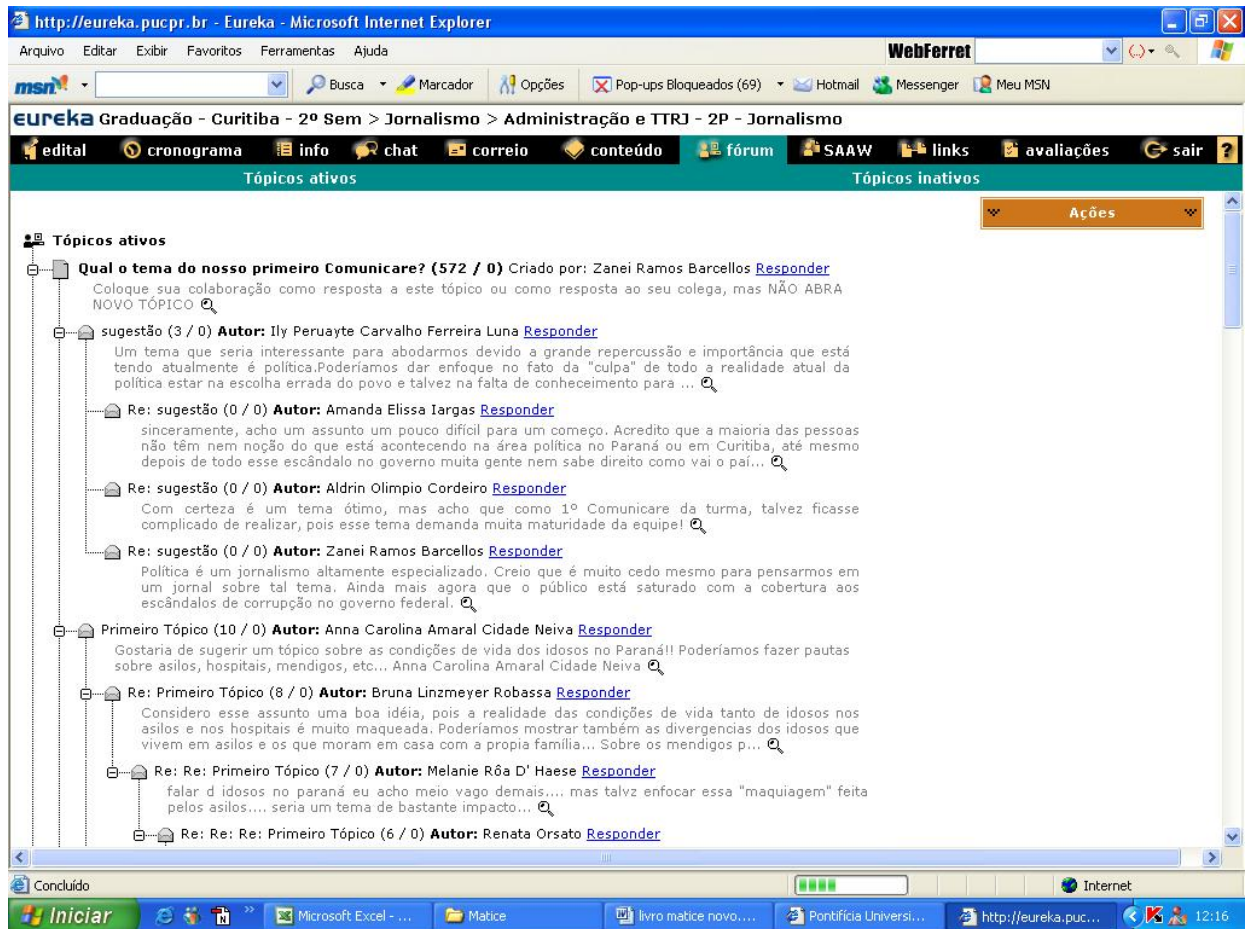 http://eureka.pucpr.br - Eureka - Microsoft Internet Explorer
Arquivo Editar Exibir Favoritos Ferramentas Ajuda WebFerret (..)
msn Busca Marcador Opções Pop-ups Bloqueados (69) Hotmail Messenger Meu MSN
eureka Graduação - Curitiba - 2º Sem > Jornalismo > Administração e TTRJ - 2P - Jornalismo
edital cronograma info chat correio conteúdo fórum SAAW links avaliações sair ?
Tópicos ativos Tópicos inativos
Ações
Tópicos ativos
Qual o tema do nosso primeiro Comunicare? (572 / 0) Criado por: Zanei Ramos Barcellos Responder
Coloque sua colaboração como resposta a este tópico ou como resposta ao seu colega, mas NÃO ABRA
NOVO TÓPICO
sugestão (3 / 0) Autor: Ily Peruayte Carvalho Ferreira Luna Responder
Um tema que seria interessante para abodarmos devido a grande repercussão e importância que está
tendo atualmente é política.Poderíamos dar enfoque no fato da "culpa" de todo a realidade atual da
política estar na escolha errada do povo e talvez na falta de conheceimento para ...
Re: sugestão (0 / 0) Autor: Amanda Elissa Iargas Responder
sinceramente, acho um assunto um pouco difícil para um começo. Acredito que a maioria das pessoas
não têm nem noção do que está acontecendo na área política no Paraná ou em Curitiba, até mesmo
depois de todo esse escândalo no governo muita gente nem sabe direito como vai o paí...
Re: sugestão (0 / 0) Autor: Aldrin Olimpio Cordeiro Responder
Com certeza é um tema ótimo, mas acho que como 1º Comunicare da turma, talvez ficasse
complicado de realizar, pois esse tema demanda muita maturidade da equipe!
Re: sugestão (0 / 0) Autor: Zanei Ramos Barcellos Responder
Política é um jornalismo altamente especializado. Creio que é muito cedo mesmo para pensarmos em
um jornal sobre tal tema. Ainda mais agora que o público está saturado com a cobertura aos
escândalos de corrupção no governo federal.
Primeiro Tópico (10 / 0) Autor: Anna Carolina Amaral Cidade Neiva Responder
Gostaria de sugerir um tópico sobre as condições de vida dos idosos no Paraná!! Poderíamos fazer pautas
sobre asilos, hospitais, mendigos, etc... Anna Carolina Amaral Cidade Neiva
Re: Primeiro Tópico (8 / 0) Autor: Bruna Linzmeyer Robassa Responder
Considero esse assunto uma boa idéia, pois a realidade das condições de vida tanto de idosos nos
asilos e nos hospitais é muito maqueada. Poderíamos mostrar também as divergencias dos idosos que
vivem em asilos e os que moram em casa com a propia família... Sobre os mendigos p...
Re: Re: Primeiro Tópico (7 / 0) Autor: Melanie Rôa D' Haese Responder
falar d idosos no paraná eu acho meio vago demais.... mas talvz enfocar essa "maquiagem" feita
pelos asilos.... seria um tema de bastante impacto...
Re: Re: Re: Primeiro Tópico (6 / 0) Autor: Renata Orsato Responder
Concluído Internet
Iniciar Microsoft Excel - ... Matice livro matice novo.... Pontifícia Universi... http://eureka.puc... 12:16